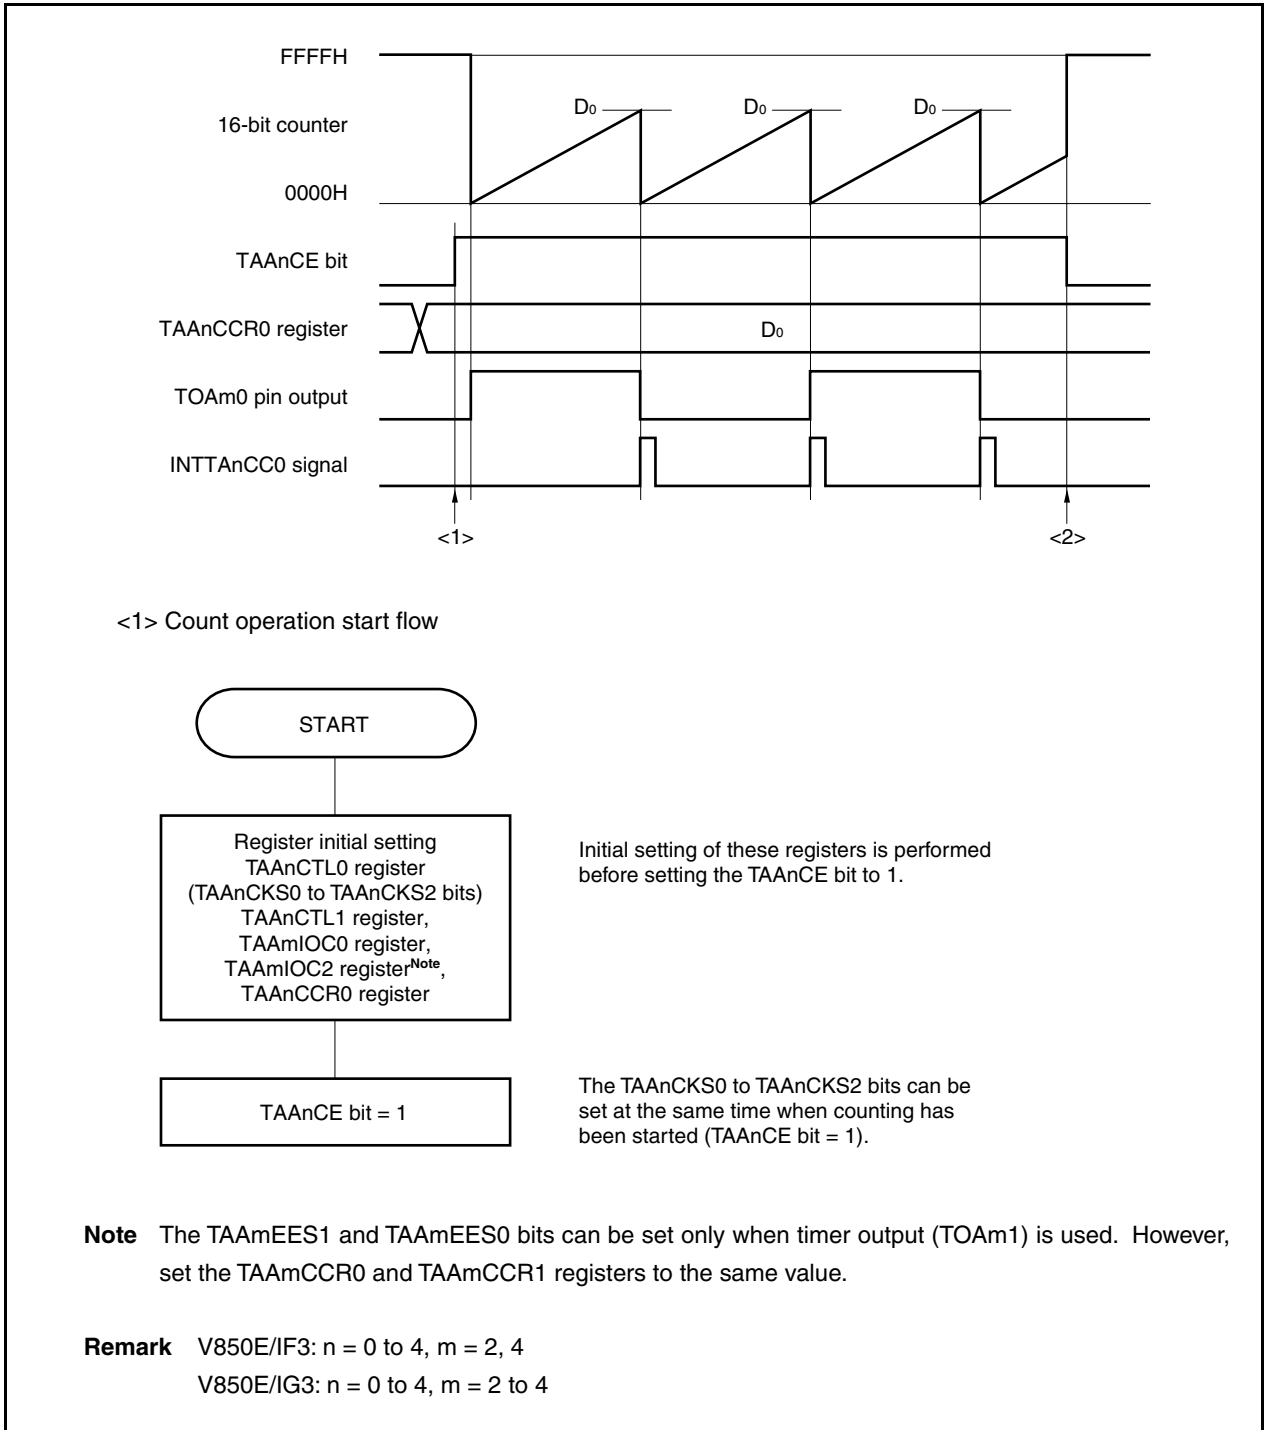 FFFFH
D0 D0 D0
16-bit counter
0000H
TAAnCE bit
TAAnCCR0 register
D0
TOAm0 pin output
INTTAnCC0 signal
<1> <2>
<1> Count operation start flow
START
Register initial setting
TAAnCTL0 register
(TAAnCKS0 to TAAnCKS2 bits)
TAAnCTL1 register,
TAAmIOC0 register,
TAAmIOC2 registerNote,
TAAnCCR0 register
Initial setting of these registers is performed
before setting the TAAnCE bit to 1.
TAAnCE bit = 1
The TAAnCKS0 to TAAnCKS2 bits can be
set at the same time when counting has
been started (TAAnCE bit = 1).
Note The TAAmEES1 and TAAmEES0 bits can be set only when timer output (TOAm1) is used. However,
set the TAAmCCR0 and TAAmCCR1 registers to the same value.
Remark V850E/IF3: n = 0 to 4, m = 2, 4
V850E/IG3: n = 0 to 4, m = 2 to 4